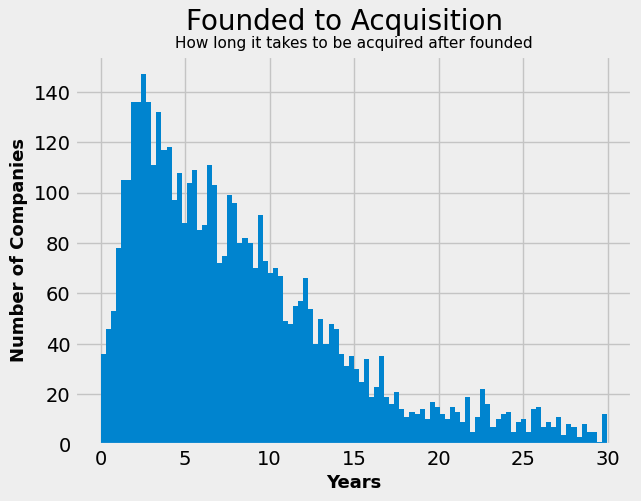 Founded to Acquisition
How long it takes to be acquired after founded
Number of Companies
140
120
100
80
60
40
20
0
0 5 10 15 20 25 30
Years